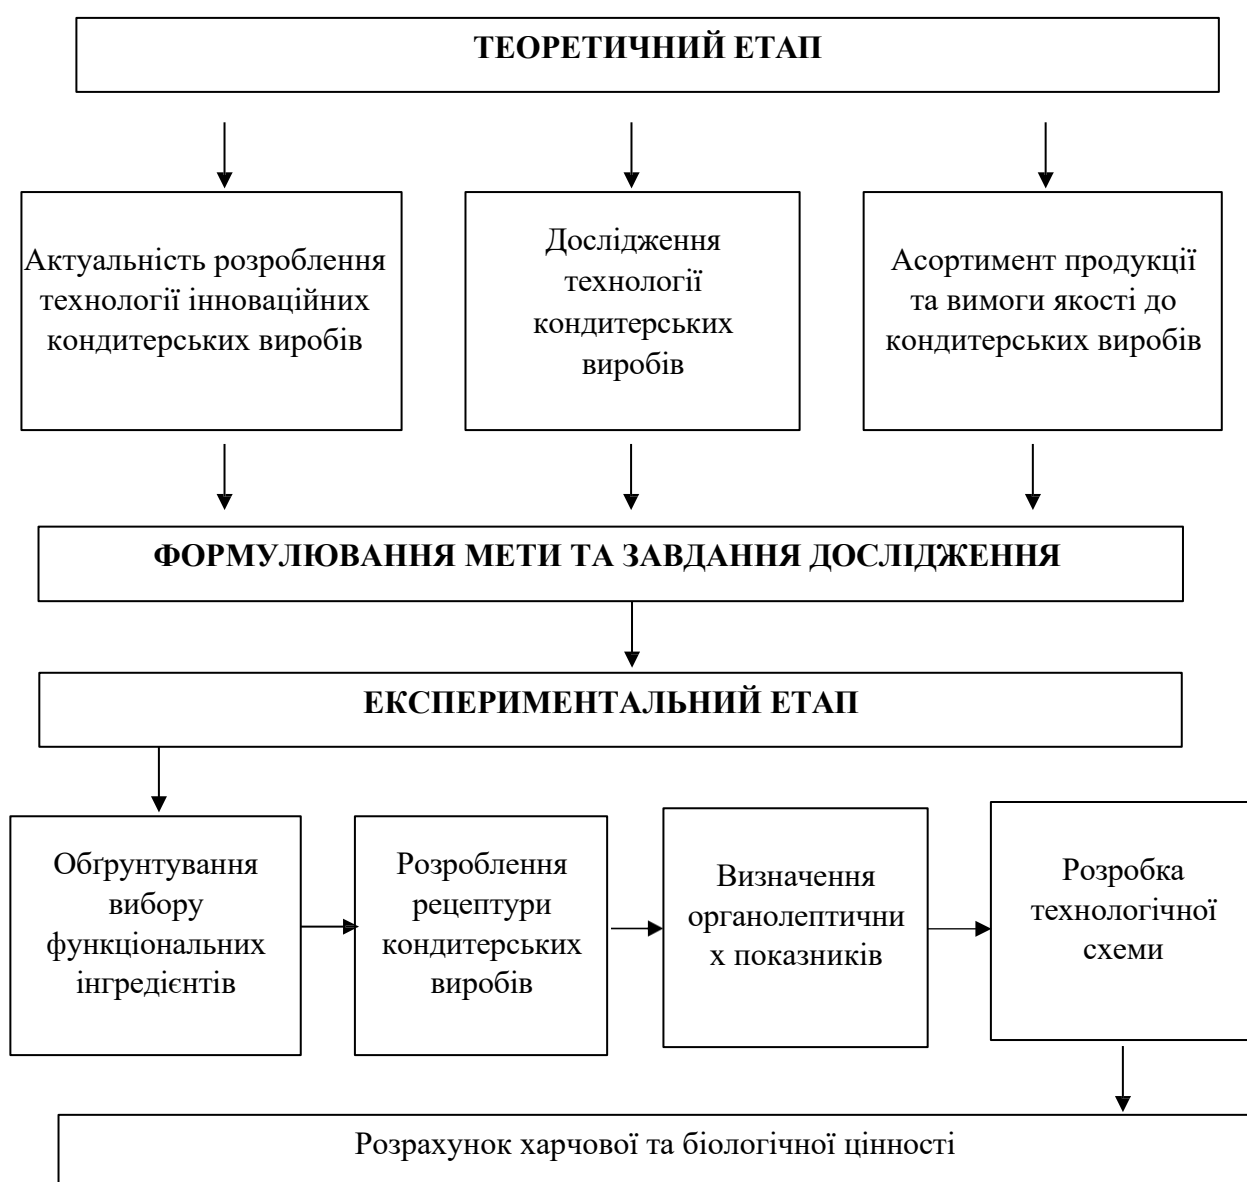 ТЕОРЕТИЧНИЙ ЕТАП
Актуальність розроблення
технології інноваційних
кондитерських виробів
Дослідження
технології
кондитерських
виробів
Асортимент продукції
та вимоги якості до
кондитерських виробів
ФОРМУЛЮВАННЯ МЕТИ ТА ЗАВДАННЯ ДОСЛІДЖЕННЯ
ЕКСПЕРИМЕНТАЛЬНИЙ ЕТАП
Обґрунтування
вибору
функціональних
інгредієнтів
Розроблення
рецептури
кондитерських
виробів
Визначення
органолептични
х показників
Розробка
технологічної
схеми
Розрахунок харчової та біологічної цінності